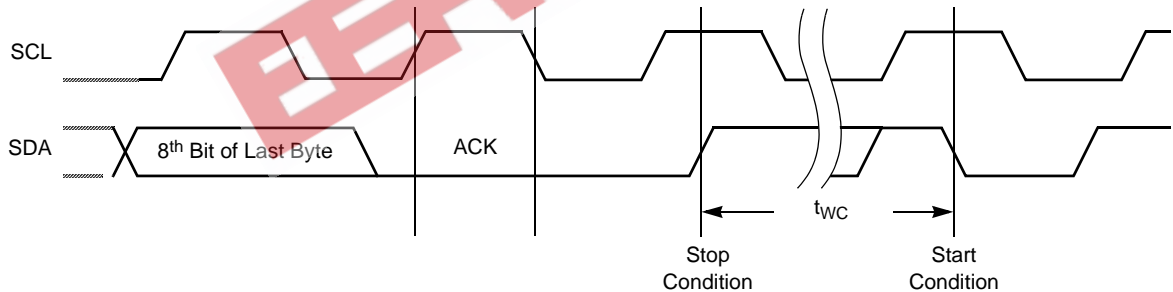 SCL
SDA
8th Bit of Last Byte
ACK
tWC
Stop
Condition
Start
Condition